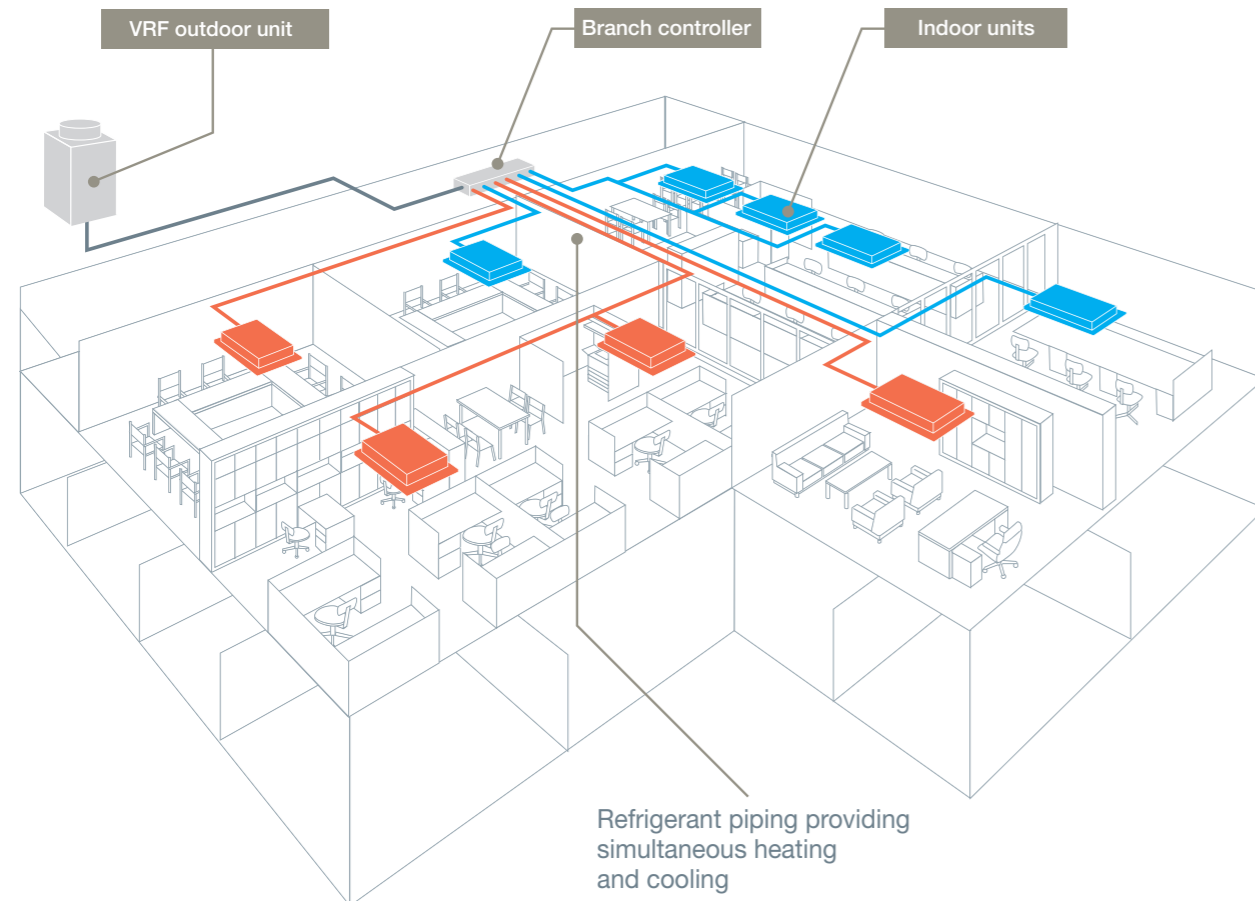 VRF outdoor unit
Branch controller
Indoor units
Refrigerant piping providing
simultaneous heating
and cooling